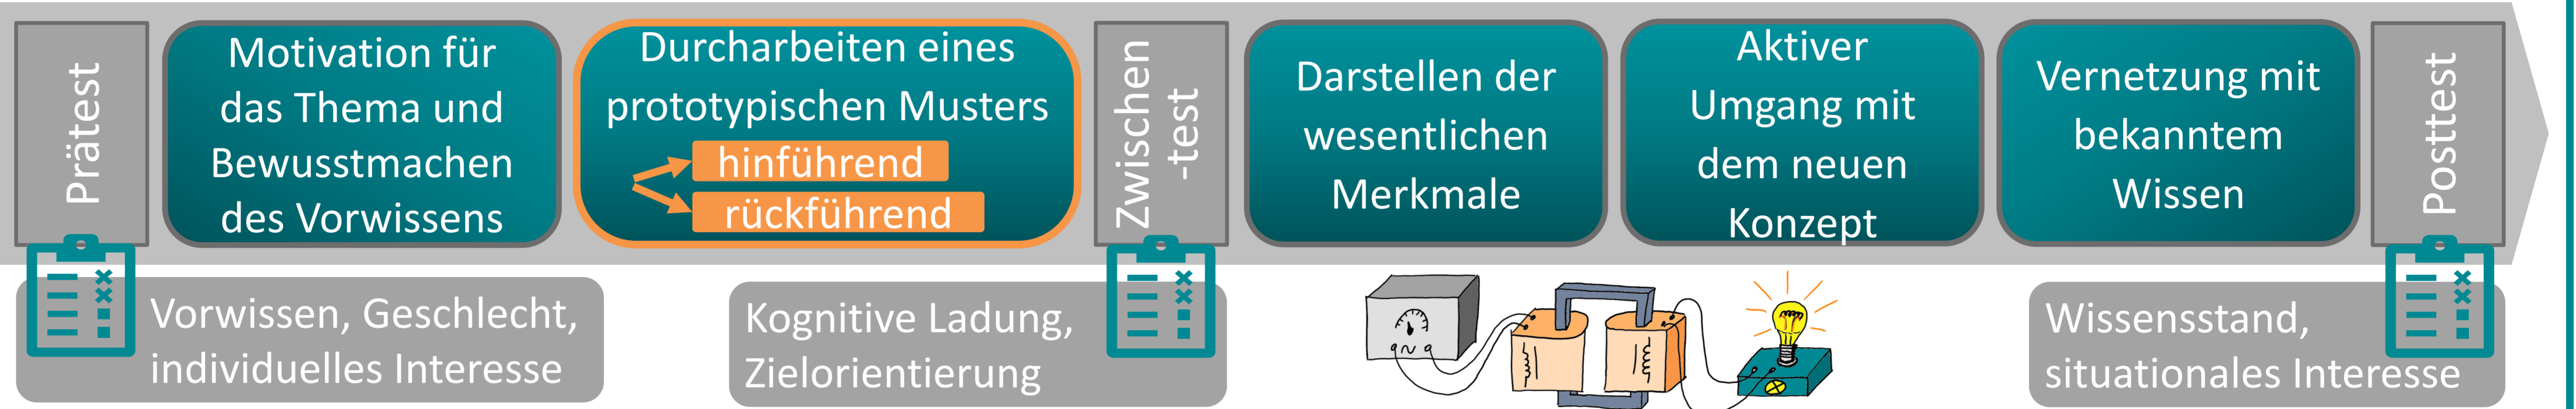 Prätest
Motivation für
das Thema und
Bewusstmachen
des Vorwissens
Durcharbeiten eines
prototypischen Musters
hinführend
rückführend
Zwischen
-test
Darstellen der
wesentlichen
Merkmale
Aktiver
Umgang mit
dem neuen
Konzept
Vernetzung mit
bekanntem
Wissen
Posttest
Vorwissen, Geschlecht,
individuelles Interesse
Kognitive Ladung,
Zielorientierung
Wissensstand,
situationales Interesse